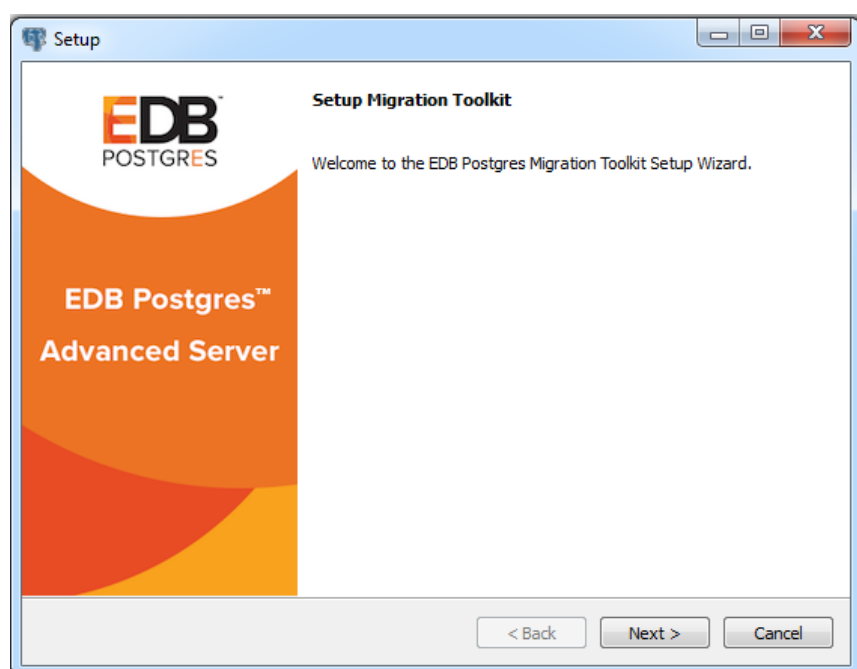 Setup
EDB™
POSTGRES
Setup Migration Toolkit
Welcome to the EDB Postgres Migration Toolkit Setup Wizard.
EDB Postgres™
Advanced Server
< Back
Next >
Cancel